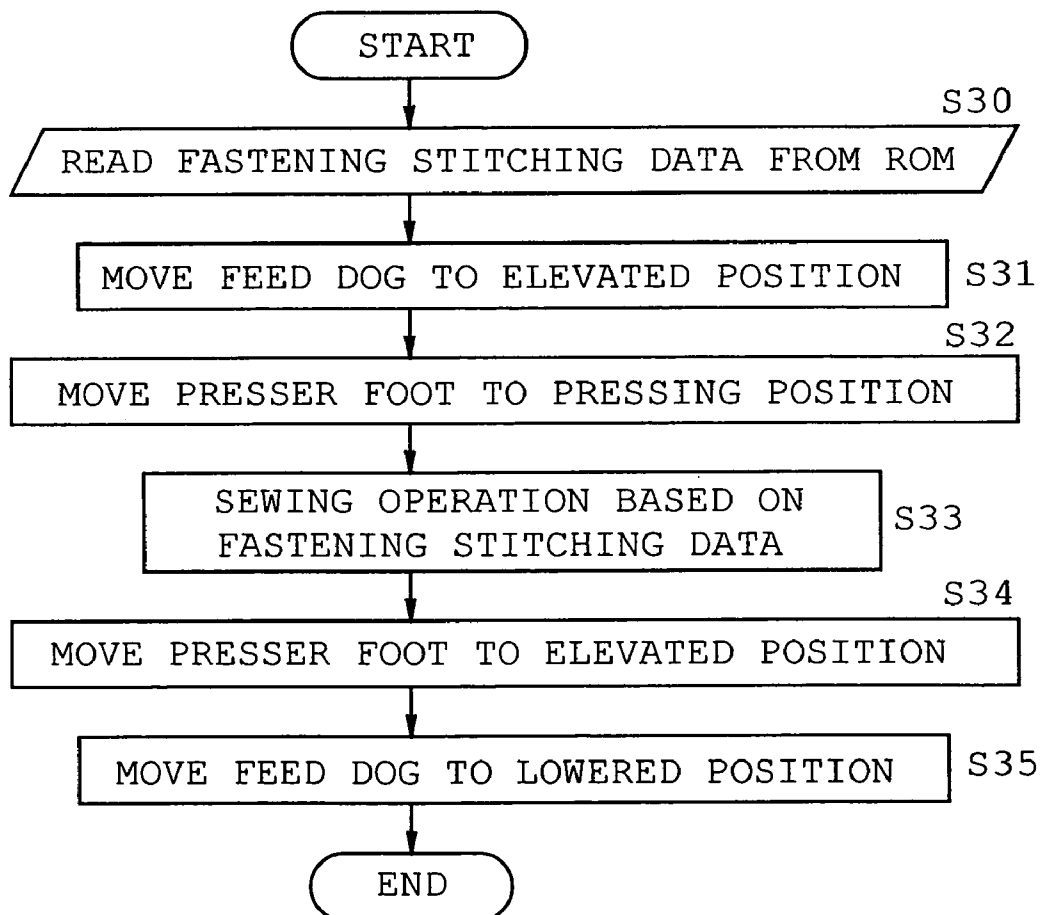 START
S30
READ FASTENING STITCHING DATA FROM ROM
MOVE FEED DOG TO ELEVATED POSITION
S31
S32
MOVE PRESSER FOOT TO PRESSING POSITION
SEWING OPERATION BASED ON
FASTENING STITCHING DATA
S33
S34
MOVE PRESSER FOOT TO ELEVATED POSITION
MOVE FEED DOG TO LOWERED POSITION
S35
END